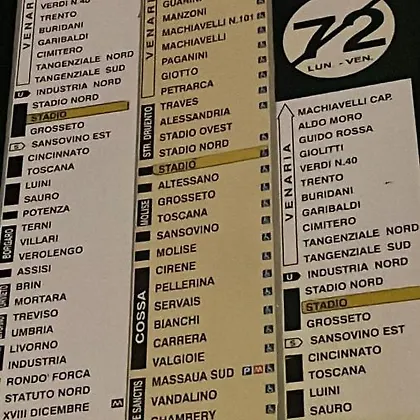 VERDI N.40
TRENTO
BURIDANI
GARIBALDI
CIMITERO
TANGENZIALE NORD
TANGENZIALE SUD
U INDUSTRIA NORD
STADIO NORD
STADIO
GROSSETO
S SANSOVINO EST
CINCINNATO
TOSCANA
LUINI
SAURO
POTENZA
TERNI
VILLARI
VEROLENGO
ASSISI
BRIN
MORTARA
TREVISO
UMBRIA
LIVORNO
INDUSTRIA
RONDO' FORCA
STATUTO NORD
XVIII DICEMBRE M
BORGARO
VENARIA
GUARINI
MANZONI
MACHIAVELLI N.101
MACHIAVELLI
PAGANINI
GIOTTO
PETRARCA
TRAVES
ALESSANDRIA
STADIO OVEST
STADIO NORD
STADIO
ALTESSANO
GROSSETO
TOSCANA
SANSOVINO
MOLISE
CIRENE
PELLERINA
SERVAIS
BIANCHI
CARRERA
VALGIOIE
MASSAUA SUD P M
VANDALINO
CHAMBERY
STR. DRUENTO
MOLISE
COSSA
DE SANCTIS
72
LUN. - VEN.
VENARIA
MACHIAVELLI CAP.
ALDO MORO
GUIDO ROSSA
GIOLITTI
VERDI N.40
TRENTO
BURIDANI
GARIBALDI
CIMITERO
TANGENZIALE NORD
TANGENZIALE SUD
U INDUSTRIA NORD
STADIO NORD
STADIO
GROSSETO
S SANSOVINO EST
CINCINNATO
TOSCANA
LUINI
SAURO